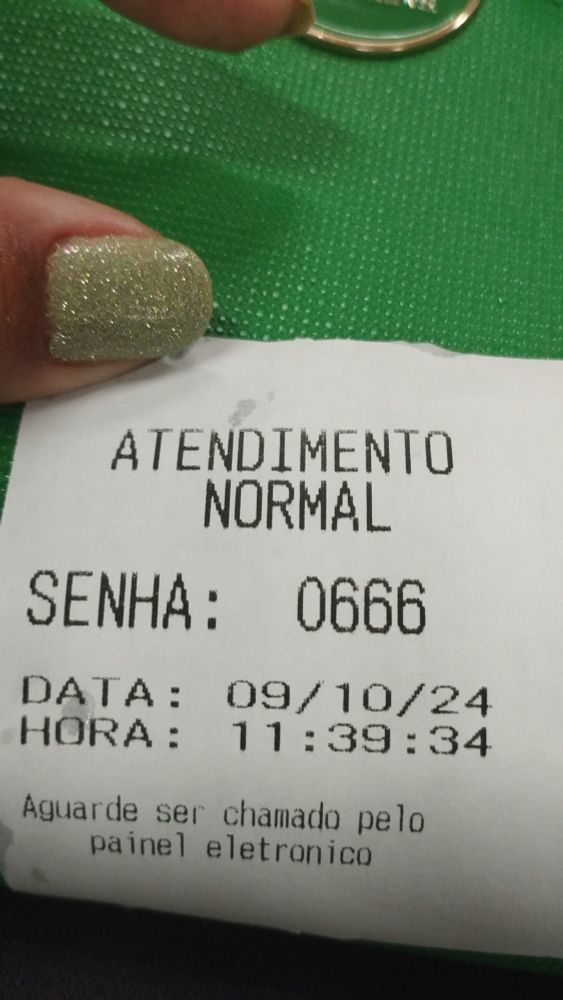 ATENDIMENTO
NORMAL
SENHA: 0666
DATA: 09/10/24
HORA: 11:39:34
Aguarde ser chamado pelo
painel eletronico